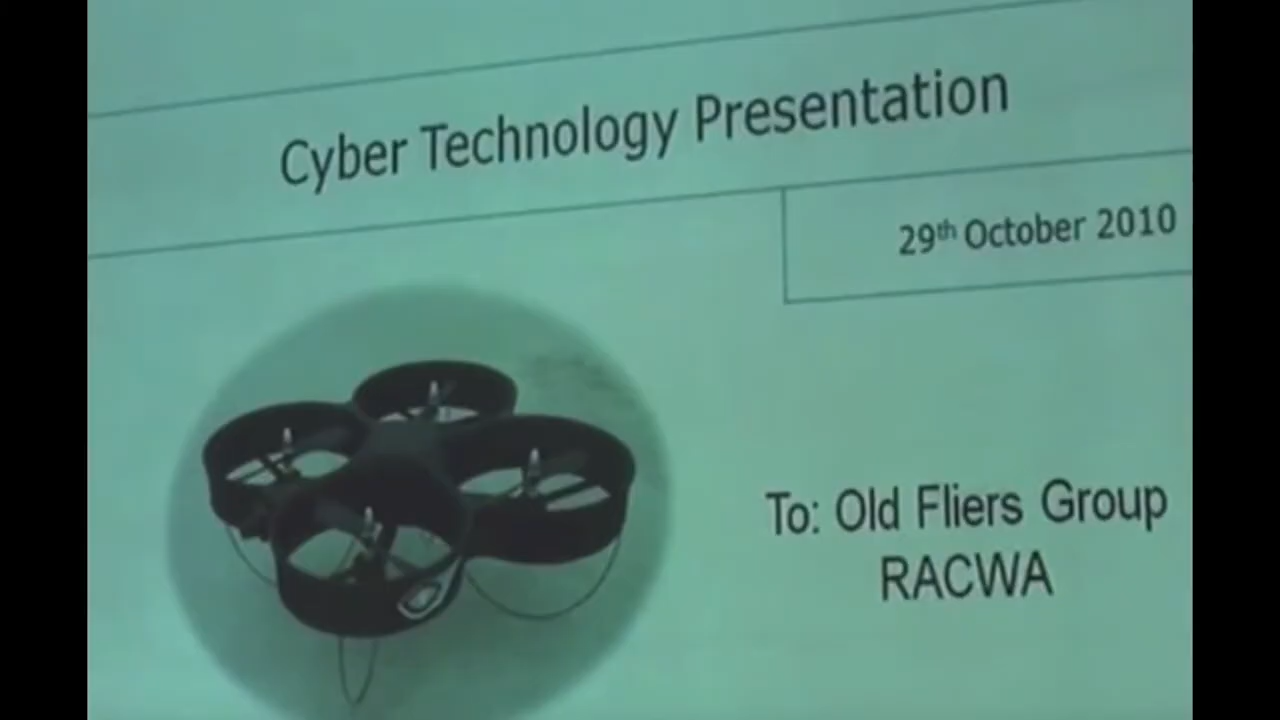 Cyber Technology Presentation
29th October 2010
To: Old Fliers Group
RACWA